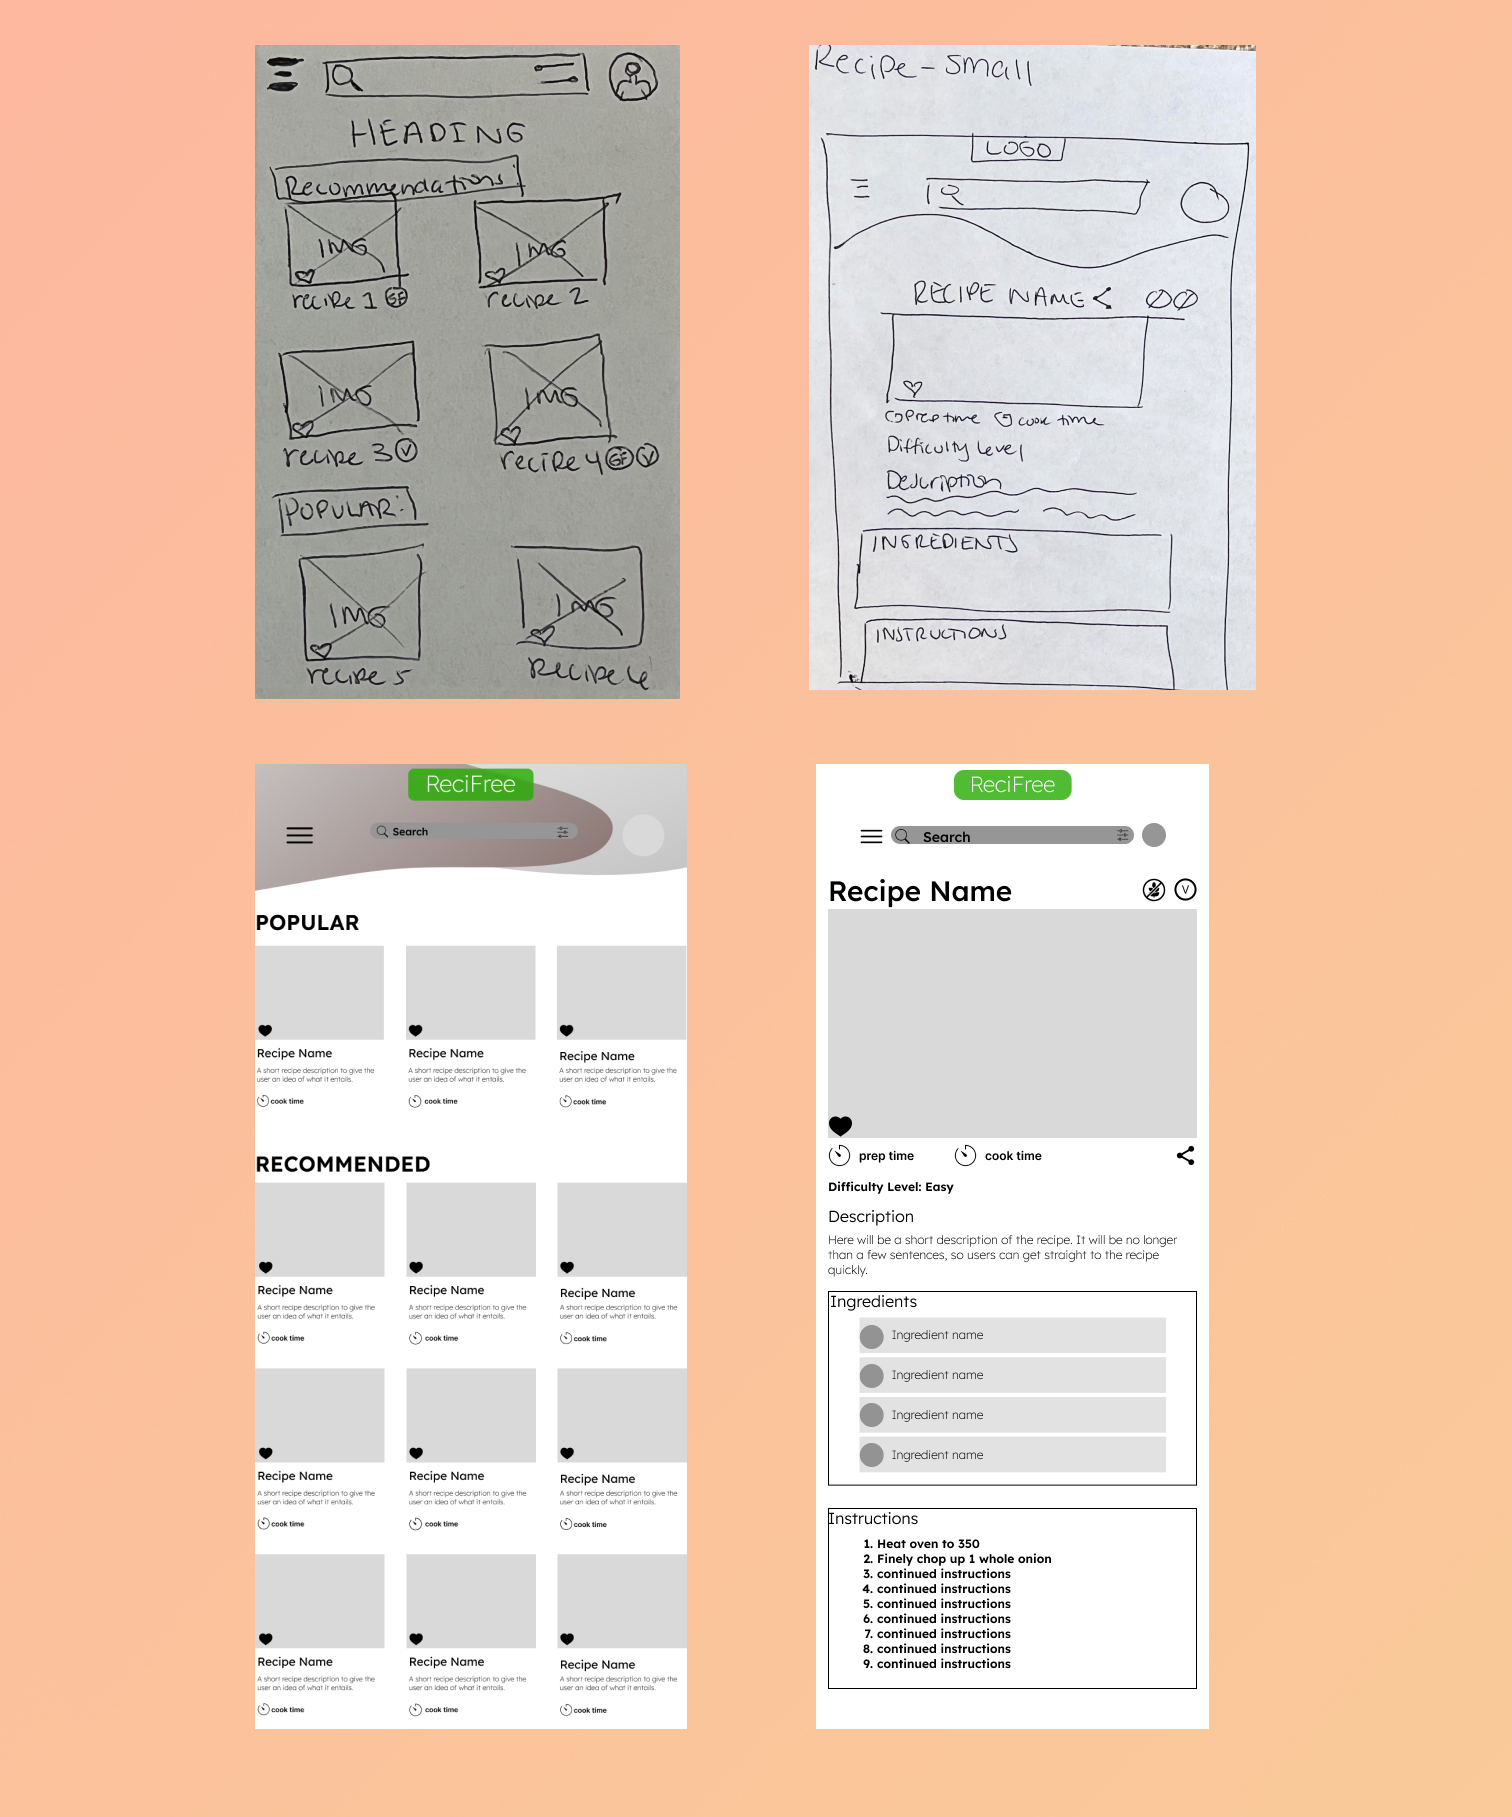 HEADING
Recommendations:
IMG IMG
recipe 1 GF recipe 2
IMG IMG
recipe 3 V recipe 4 GF V
POPULAR:
IMG IMG
recipe 5 Recipe 6
Recipe - Small
LOGO
RECIPE NAME
Prep time cook time
Difficulty Level
Description
INGREDIENTS
INSTRUCTIONS
ReciFree
Search
POPULAR
Recipe Name Recipe Name Recipe Name
A short recipe description to give the A short recipe description to give the A short recipe description to give the
user an idea of what it entails. user an idea of what it entails. user an idea of what it entails.
cook time cook time cook time
RECOMMENDED
Recipe Name Recipe Name Recipe Name
A short recipe description to give the A short recipe description to give the A short recipe description to give the
user an idea of what it entails. user an idea of what it entails. user an idea of what it entails.
cook time cook time cook time
Recipe Name Recipe Name Recipe Name
A short recipe description to give the A short recipe description to give the A short recipe description to give the
user an idea of what it entails. user an idea of what it entails. user an idea of what it entails.
cook time cook time cook time
Recipe Name Recipe Name Recipe Name
A short recipe description to give the A short recipe description to give the A short recipe description to give the
user an idea of what it entails. user an idea of what it entails. user an idea of what it entails.
cook time cook time cook time
ReciFree
Search
Recipe Name V
prep time cook time
Difficulty Level: Easy
Description
Here will be a short description of the recipe. It will be no longer
than a few sentences, so users can get straight to the recipe
quickly.
Ingredients
Ingredient name
Ingredient name
Ingredient name
Ingredient name
Instructions
1. Heat oven to 350
2. Finely chop up 1 whole onion
3. continued instructions
4. continued instructions
5. continued instructions
6. continued instructions
7. continued instructions
8. continued instructions
9. continued instructions